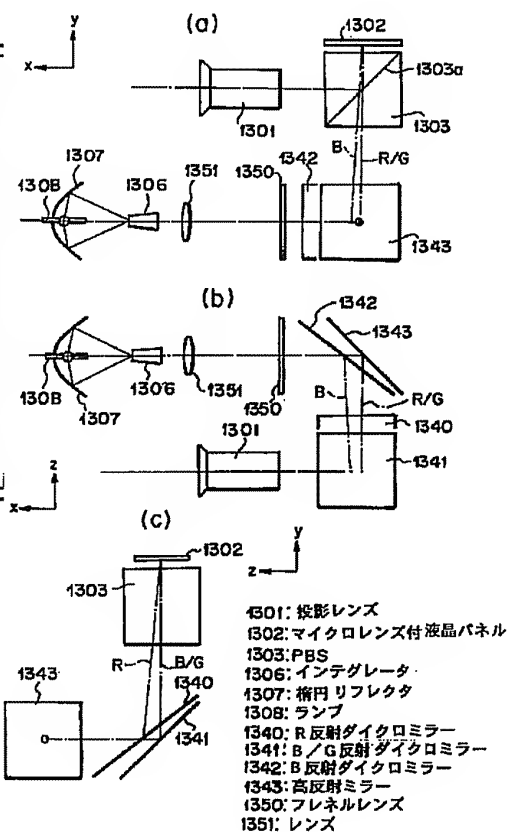 (a)
y
x
1302
1303a
1303
1301
B
R/G
1307
1308
1306
1351
1350
1342
1343
(b)
1342
1343
1308
1307
1306
1351
1350
B
R/G
1340
1341
1301
z
x
(c)
y
z
1302
1303
R
B/G
1343
1340
1341
1301: 投影レンズ
1302: マイクロレンズ付液晶パネル
1303: PBS
1306: インテグレータ
1307: 楕円リフレクタ
1308: ランプ
1340: R反射ダイクロミラー
1341: B/G反射ダイクロミラー
1342: B反射ダイクロミラー
1343: 高反射ミラー
1350: フレネルレンズ
1351: レンズ